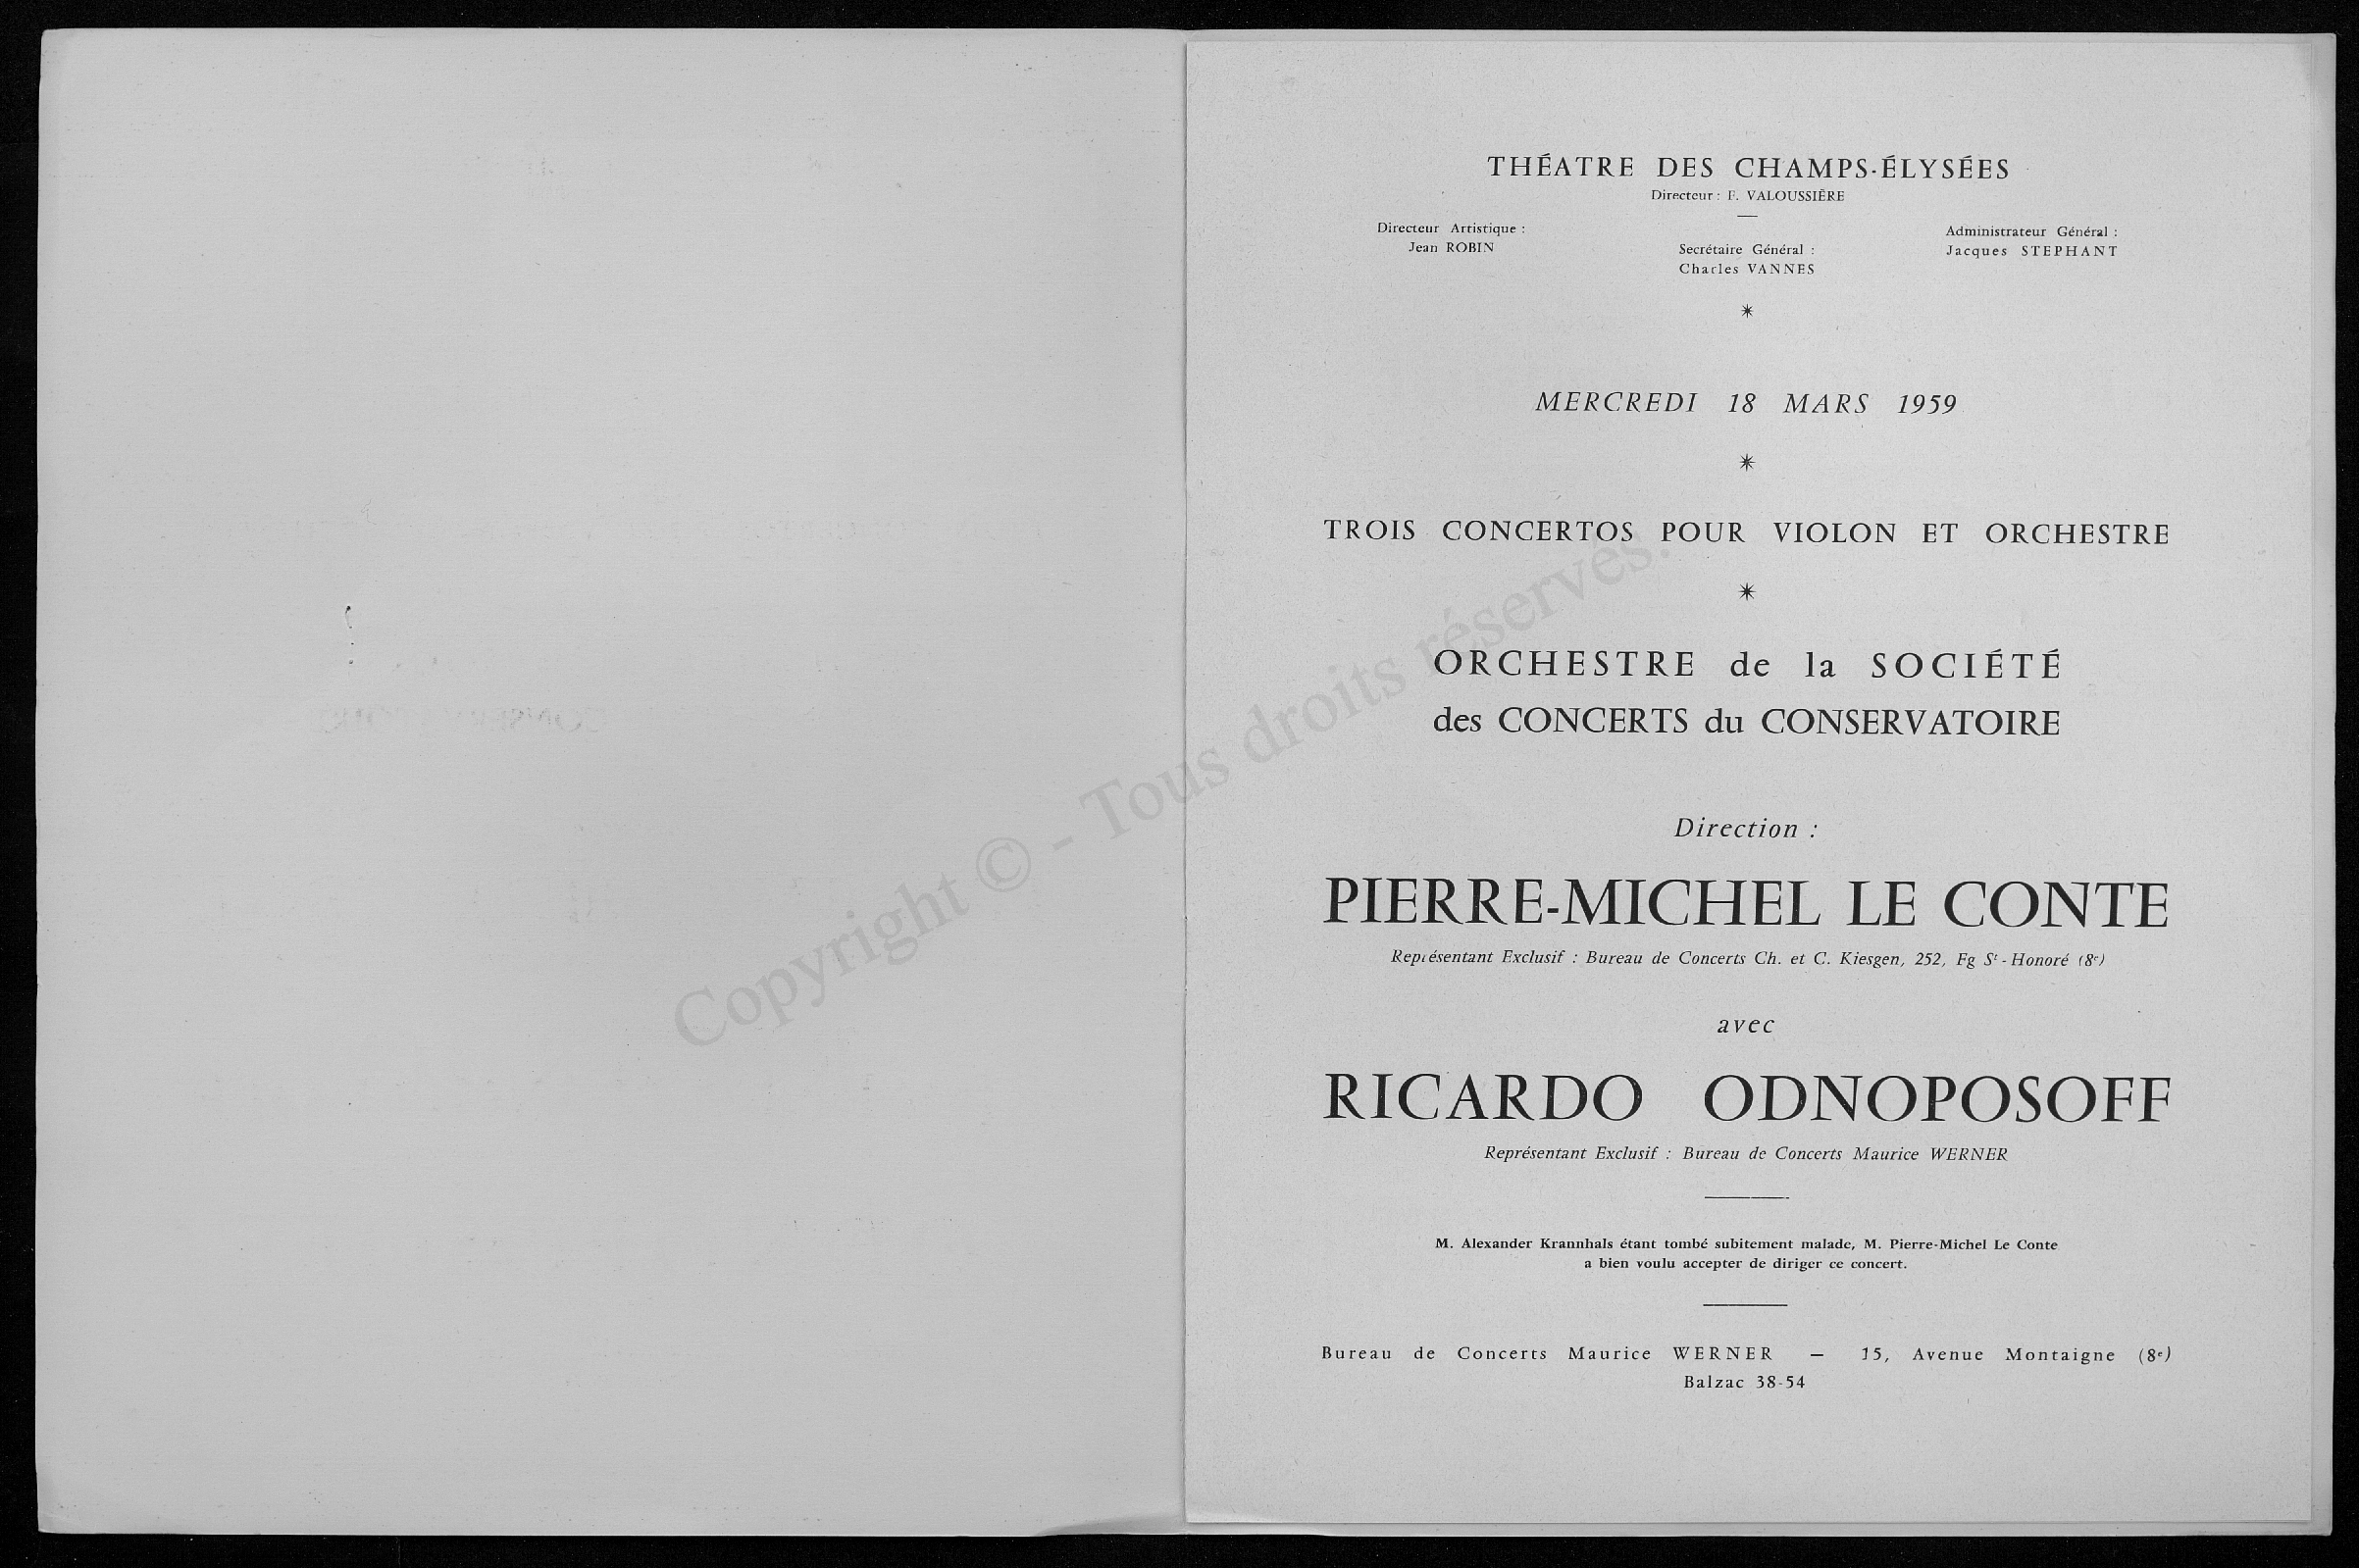 THÉATRE DES CHAMPS-ÉLYSÉES
Directeur : F. VALOUSSIÈRE
Directeur Artistique :
Jean ROBIN
Secrétaire Général :
Charles VANNES
Administrateur Général :
Jacques STEPHANT
MERCREDI 18 MARS 1959
TROIS CONCERTOS POUR VIOLON ET ORCHESTRE
ORCHESTRE de la SOCIÉTÉ
des CONCERTS du CONSERVATOIRE
Direction :
PIERRE-MICHEL LE CONTE
Représentant Exclusif : Bureau de Concerts Ch. et C. Kiesgen, 252, Fg St - Honoré (8e)
avec
RICARDO ODNOPOSOFF
Représentant Exclusif : Bureau de Concerts Maurice WERNER
M. Alexander Krannhals étant tombé subitement malade, M. Pierre-Michel Le Conte
a bien voulu accepter de diriger ce concert.
Bureau de Concerts Maurice WERNER — 15, Avenue Montaigne (8e)
Balzac 38-54
Copyright © - Tous droits réservés.